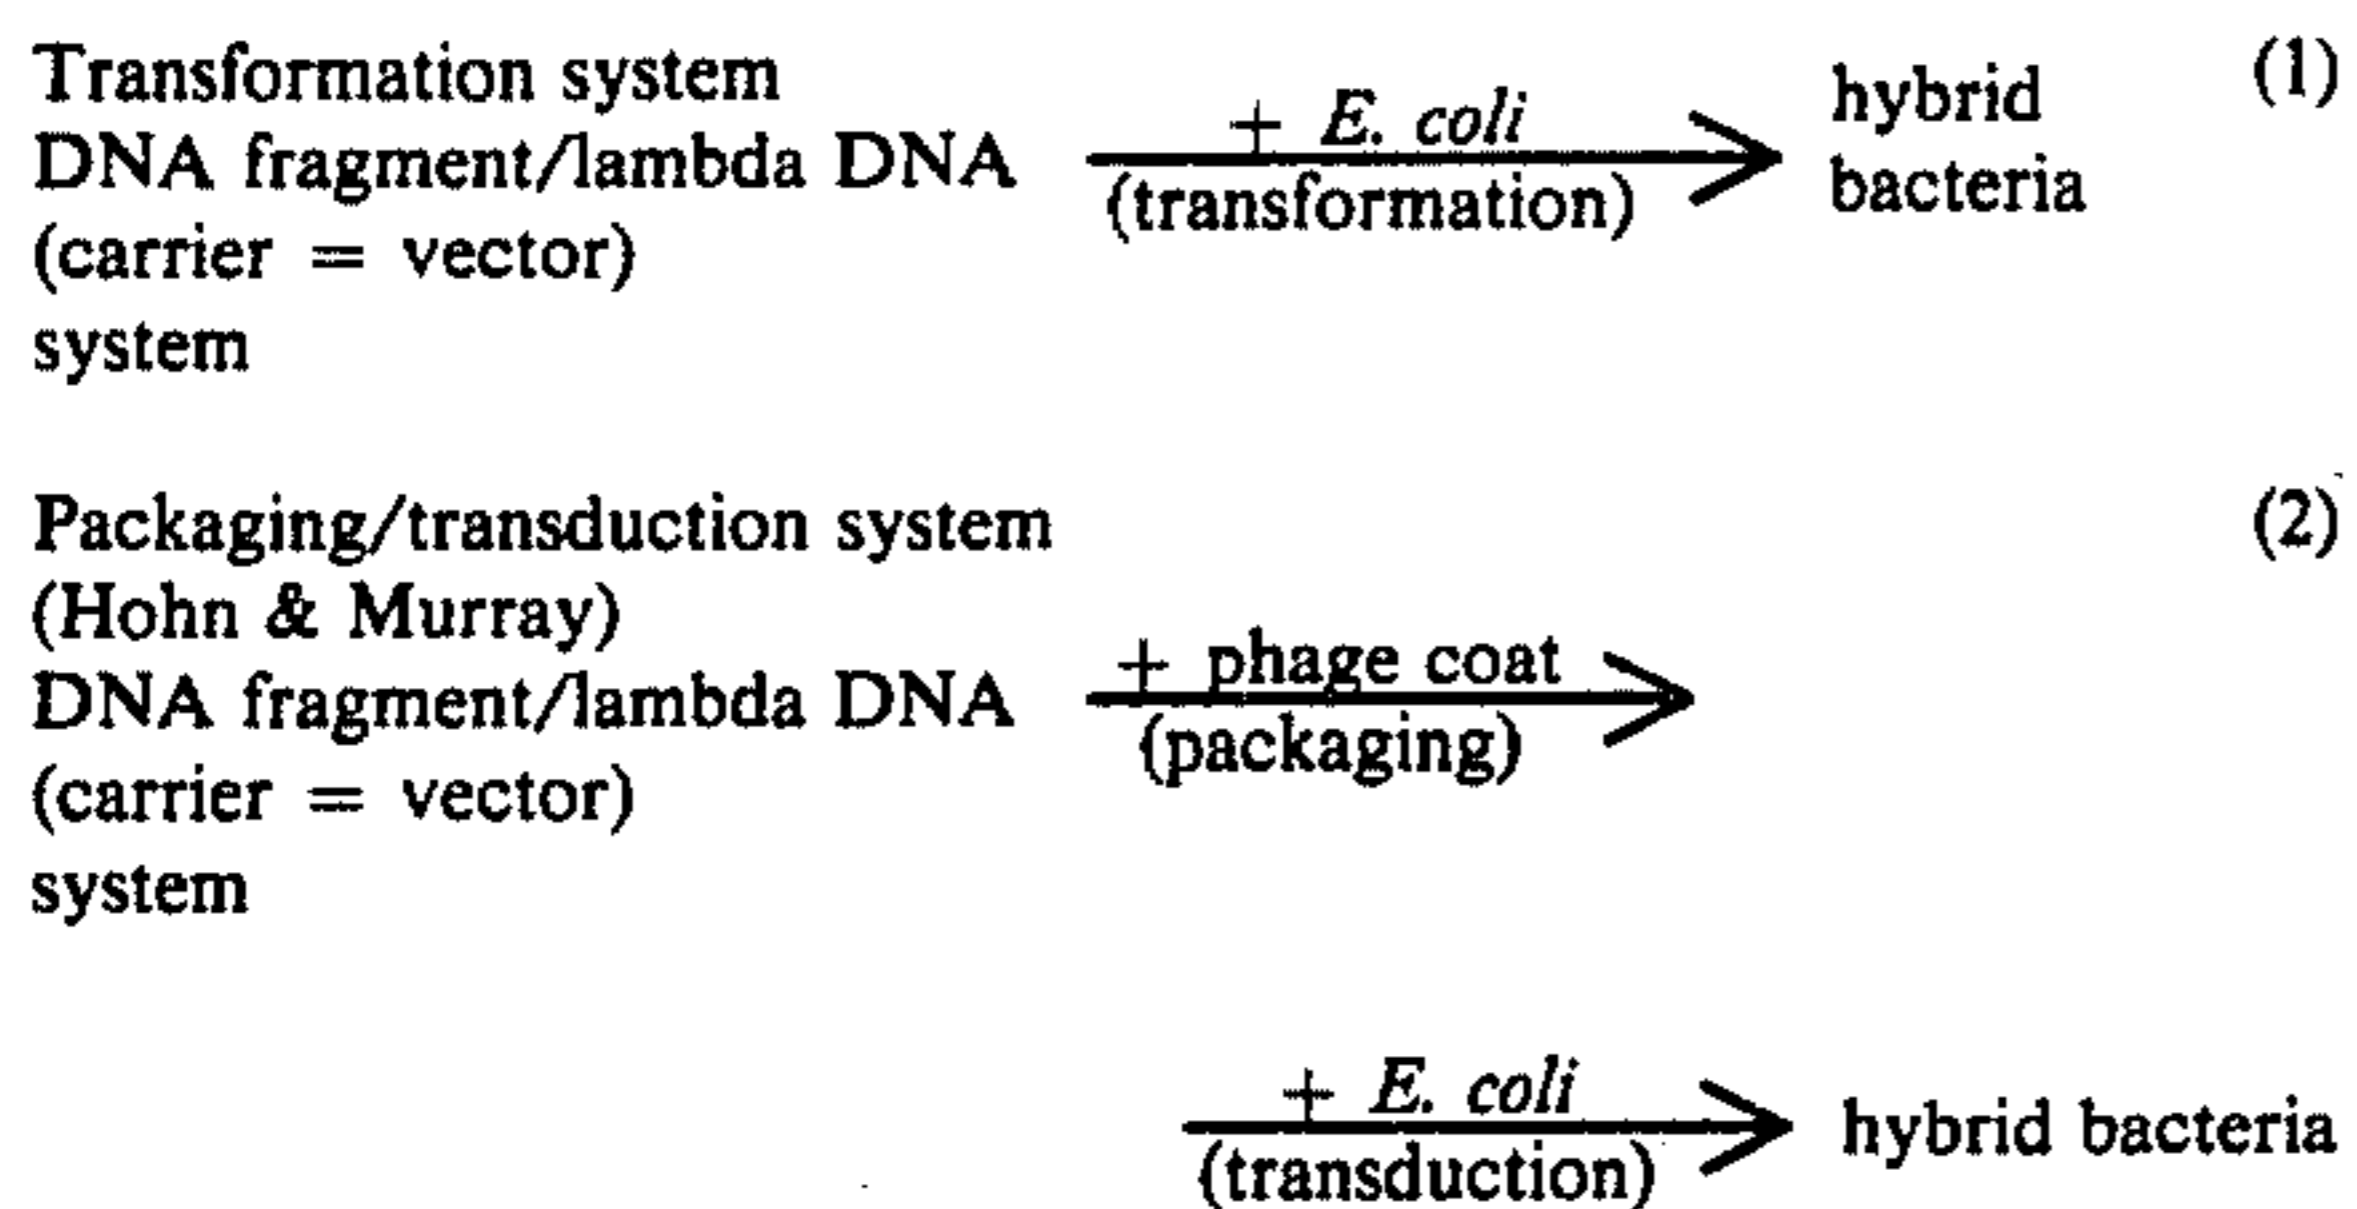 Transformation system
DNA fragment/lambda DNA
(carrier = vector)
system
+ E. coli
(transformation)
hybrid
bacteria
(1)
Packaging/transduction system
(Hohn & Murray)
DNA fragment/lambda DNA
(carrier = vector)
system
+ phage coat
(packaging)
(2)
+ E. coli
(transduction)
hybrid bacteria